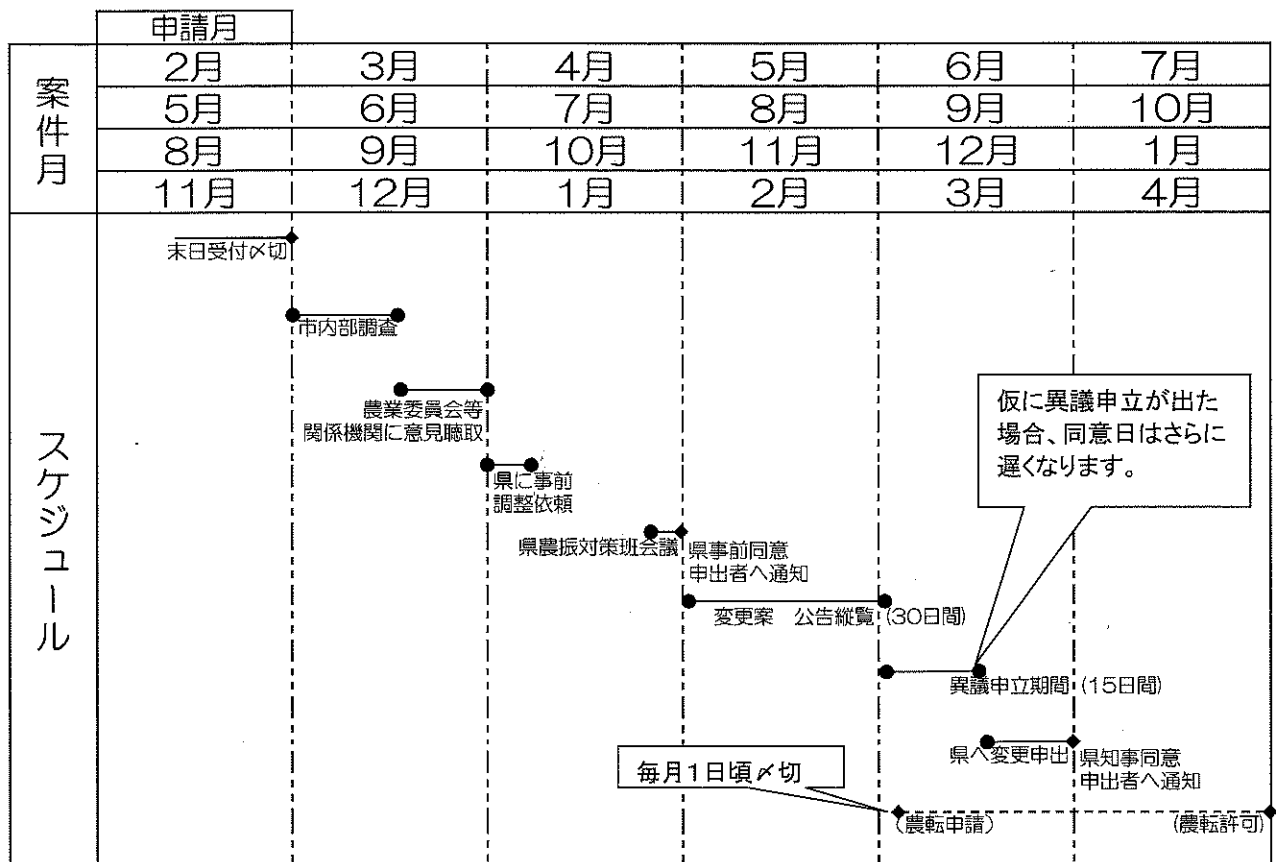 申請月
案件月
2月 3月 4月 5月 6月 7月
5月 6月 7月 8月 9月 10月
8月 9月 10月 11月 12月 1月
11月 12月 1月 2月 3月 4月
スケジュール
末日受付〆切
市内部調査
農業委員会等
関係機関に意見聴取
県に事前
調整依頼
県農振対策班会議
県事前同意
申出者へ通知
変更案 公告縦覧 (30日間)
仮に異議申立が出た
場合、同意日はさらに
遅くなります。
異議申立期間 (15日間)
県へ変更申出
県知事同意
申出者へ通知
毎月1日頃〆切
(農転申請)
(農転許可)